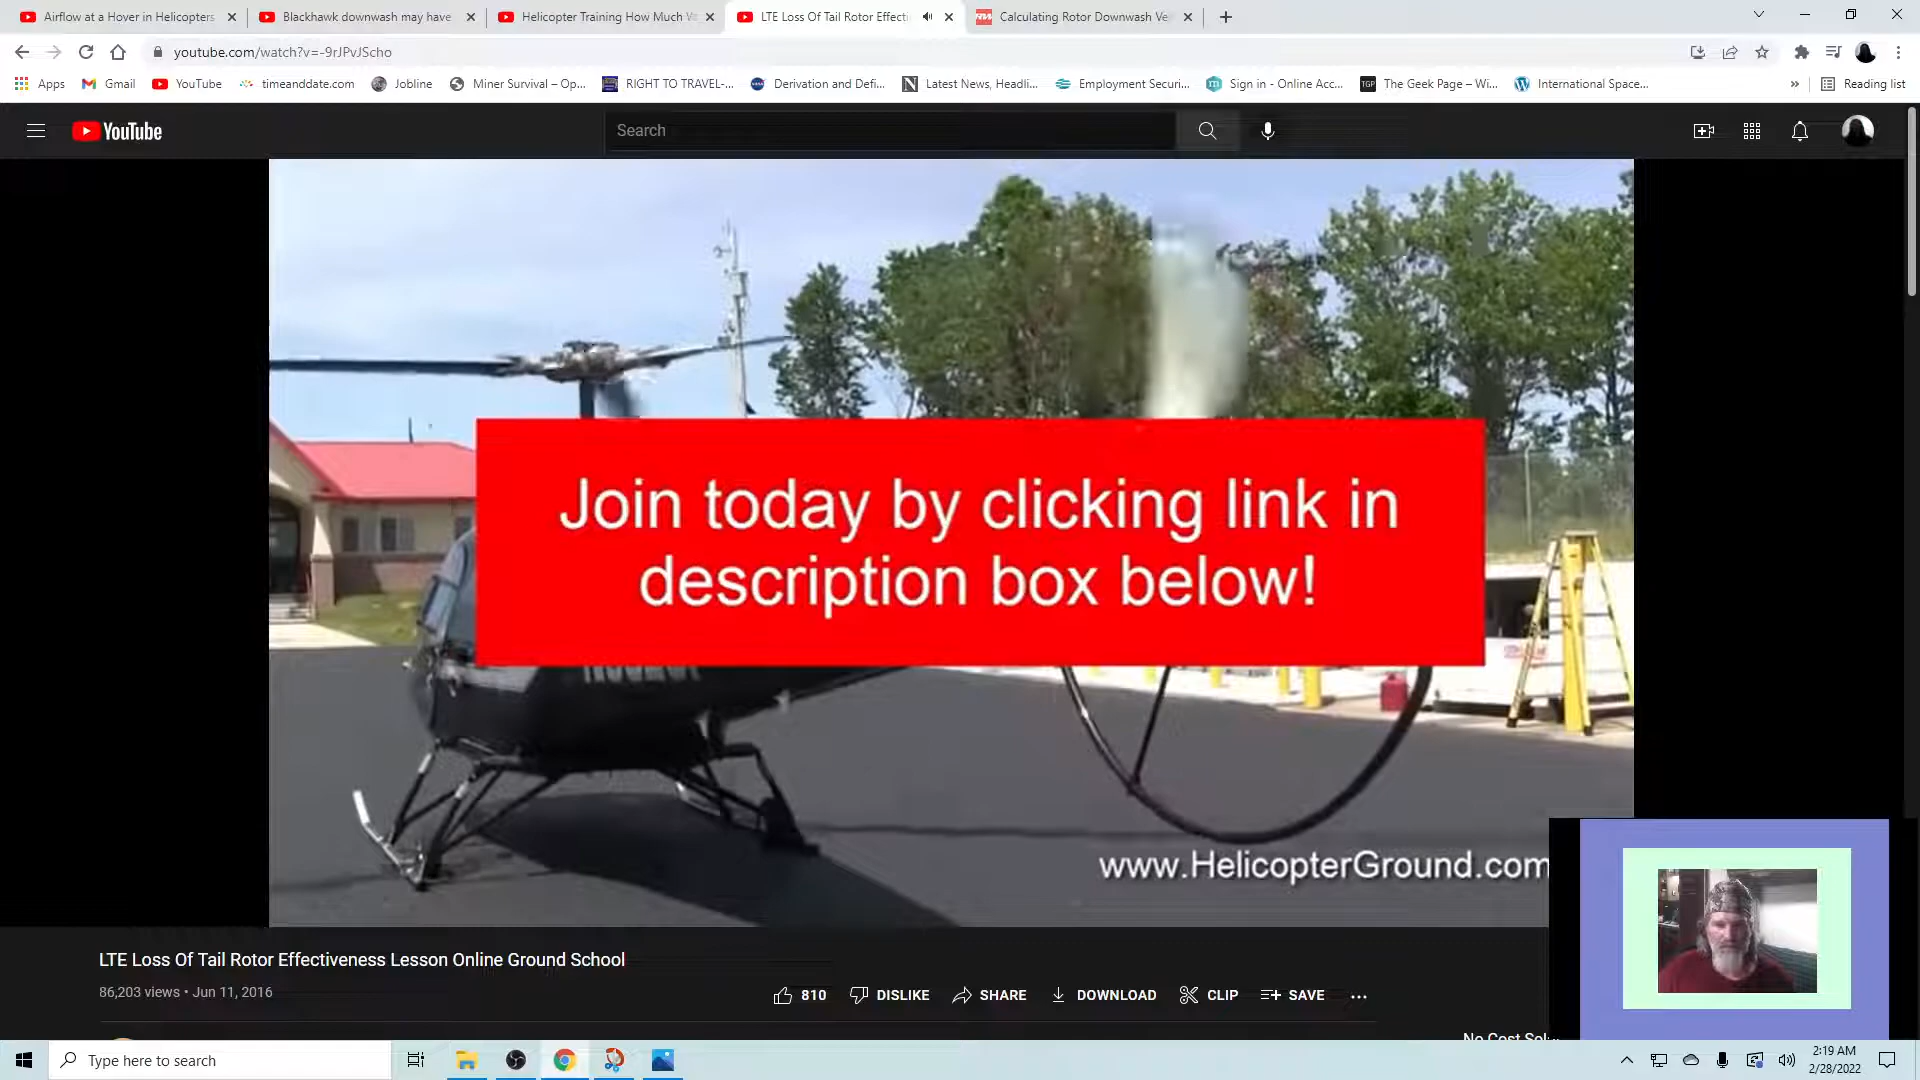 Airflow at a Hover in Helicopters
Blackhawk downwash may have
Helicopter Training How Much
LTE Loss Of Tail Rotor Effecti
RW
Calculating Rotor Downwash Ve
youtube.com/watch?v=-9rJPvJScho
Apps
Gmail
YouTube
timeanddate.com
Jobline
Miner Survival – Op...
RIGHT TO TRAVEL-...
Derivation and Defi...
Latest News, Headli...
Employment Securi...
Sign in - Online Acc...
TGP
The Geek Page – Wi...
International Space...
»
Reading list
YouTube
Search
Join today by clicking link in
description box below!
www.HelicopterGround.com
LTE Loss Of Tail Rotor Effectiveness Lesson Online Ground School
86,203 views • Jun 11, 2016
810
DISLIKE
SHARE
DOWNLOAD
CLIP
SAVE
...
Type here to search
2:19 AM
2/28/2022